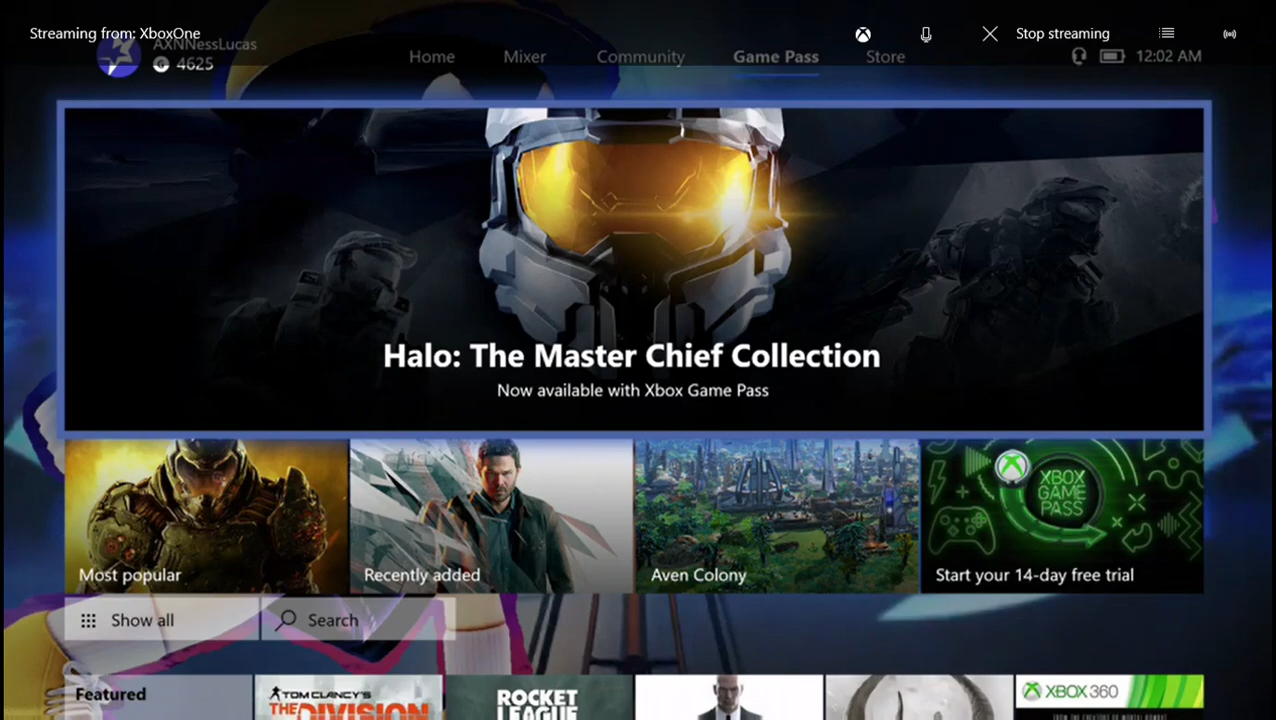 Streaming from: XboxOne
Stop streaming
AXNNessLucas
G 4625
Home
Mixer
Community
Game Pass
Store
12:02 AM
Halo: The Master Chief Collection
Now available with Xbox Game Pass
XBOX
GAME
PASS
Most popular
Recently added
Aven Colony
Start your 14-day free trial
Show all
Search
Featured
TOM CLANCY'S
THE DIVISION
ROCKET
LEAGUE
XBOX 360